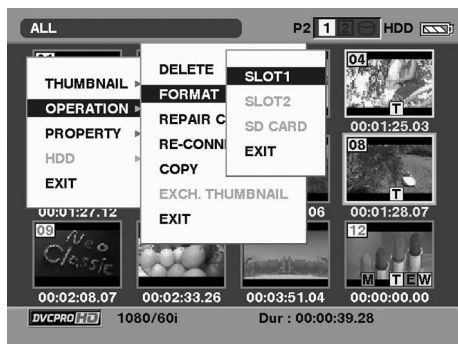 ALL P2 1 2 HDD
04
THUMBNAIL
OPERATION
PROPERTY
HDD
EXIT
DELETE
FORMAT
REPAIR C
RE-CONN
COPY
EXCH. THUMBNAIL
EXIT
SLOT1
SLOT2
SD CARD
EXIT
T
00:01:25.03
08
T
00:01:27.12 06 00:01:28.07
09 Neo Classic
12
M T E W
00:02:08.07 00:02:33.26 00:03:51.04 00:00:00.00
DVCPRO HD 1080/60i Dur : 00:00:39.28